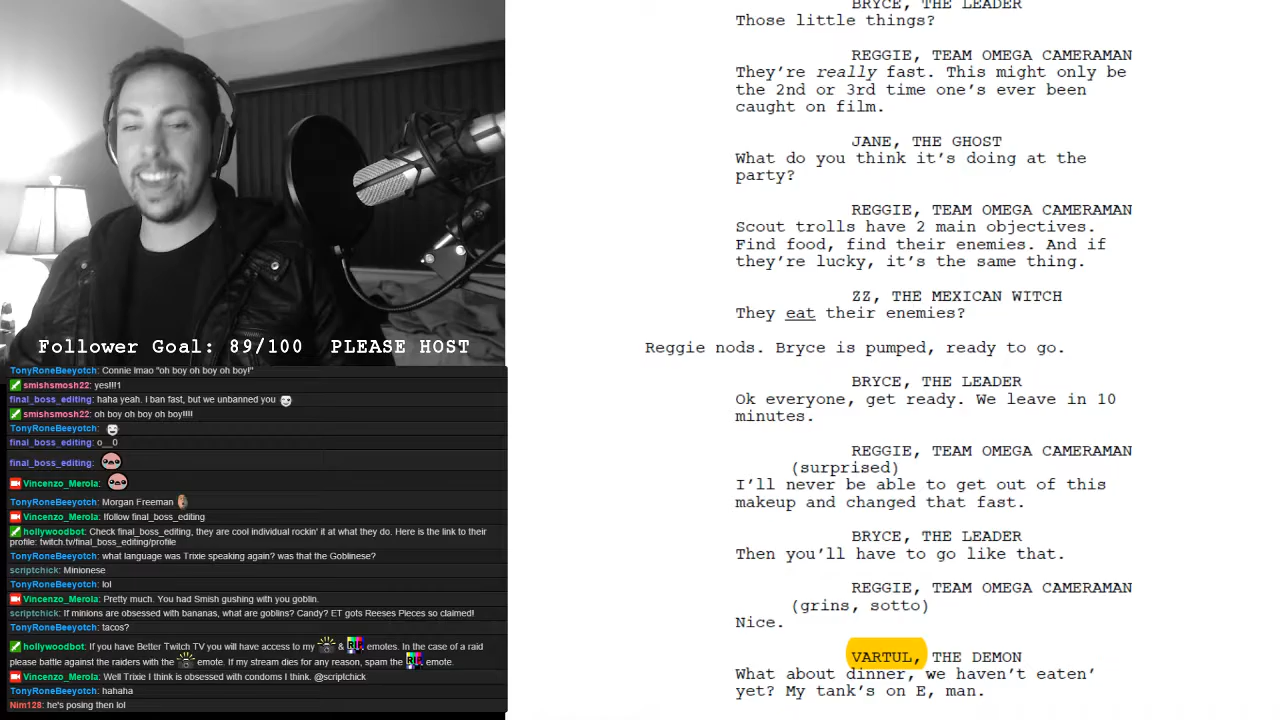 BRYCE, THE LEADER
Those little things?
REGGIE, TEAM OMEGA CAMERAMAN
They're really fast. This might only be
the 2nd or 3rd time one's ever been
caught on film.
JANE, THE GHOST
What do you think it's doing at the
party?
REGGIE, TEAM OMEGA CAMERAMAN
Scout trolls have 2 main objectives.
Find food, find their enemies. And if
they're lucky, it's the same thing.
ZZ, THE MEXICAN WITCH
They eat their enemies?
Reggie nods. Bryce is pumped, ready to go.
BRYCE, THE LEADER
Ok everyone, get ready. We leave in 10
minutes.
REGGIE, TEAM OMEGA CAMERAMAN
(surprised)
I'll never be able to get out of this
makeup and changed that fast.
BRYCE, THE LEADER
Then you'll have to go like that.
REGGIE, TEAM OMEGA CAMERAMAN
(grins, sotto)
Nice.
VARTUL, THE DEMON
What about dinner, we haven't eaten'
yet? My tank's on E, man.
Follower Goal: 89/100 PLEASE HOST
TonyRoneBeeyotch: Connie lmao "oh boy oh boy oh boy!"
smishsmosh22: yes!!!1
final_boss_editing: haha yeah. I ban fast, but we unbanned you
smishsmosh22: oh boy oh boy oh boy!!!!
TonyRoneBeeyotch:
final_boss_editing: o__0
final_boss_editing:
Vincenzo_Merola:
TonyRoneBeeyotch: Morgan Freeman
Vincenzo_Merola: !follow final_boss_editing
hollywoodbot: Check final_boss_editing, they are cool individual rockin' it at what they do. Here is the link to their
profile: twitch.tv/final_boss_editing/profile
TonyRoneBeeyotch: what language was Trixie speaking again? was that the Goblinese?
scriptchick: Minionese
TonyRoneBeeyotch: lol
Vincenzo_Merola: Pretty much. You had Smish gushing with you goblin.
scriptchick: If minions are obsessed with bananas, what are goblins? Candy? ET gots Reeses PIeces so claimed!
TonyRoneBeeyotch: tacos?
hollywoodbot: If you have Better Twitch TV you will have access to my & emotes. In the case of a raid
please battle against the raiders with the emote. If my stream dies for any reason, spam the emote.
Vincenzo_Merola: Well Trixie I think is obsessed with condoms I think. @scriptchick
TonyRoneBeeyotch: hahaha
Nim128: he's posing then lol